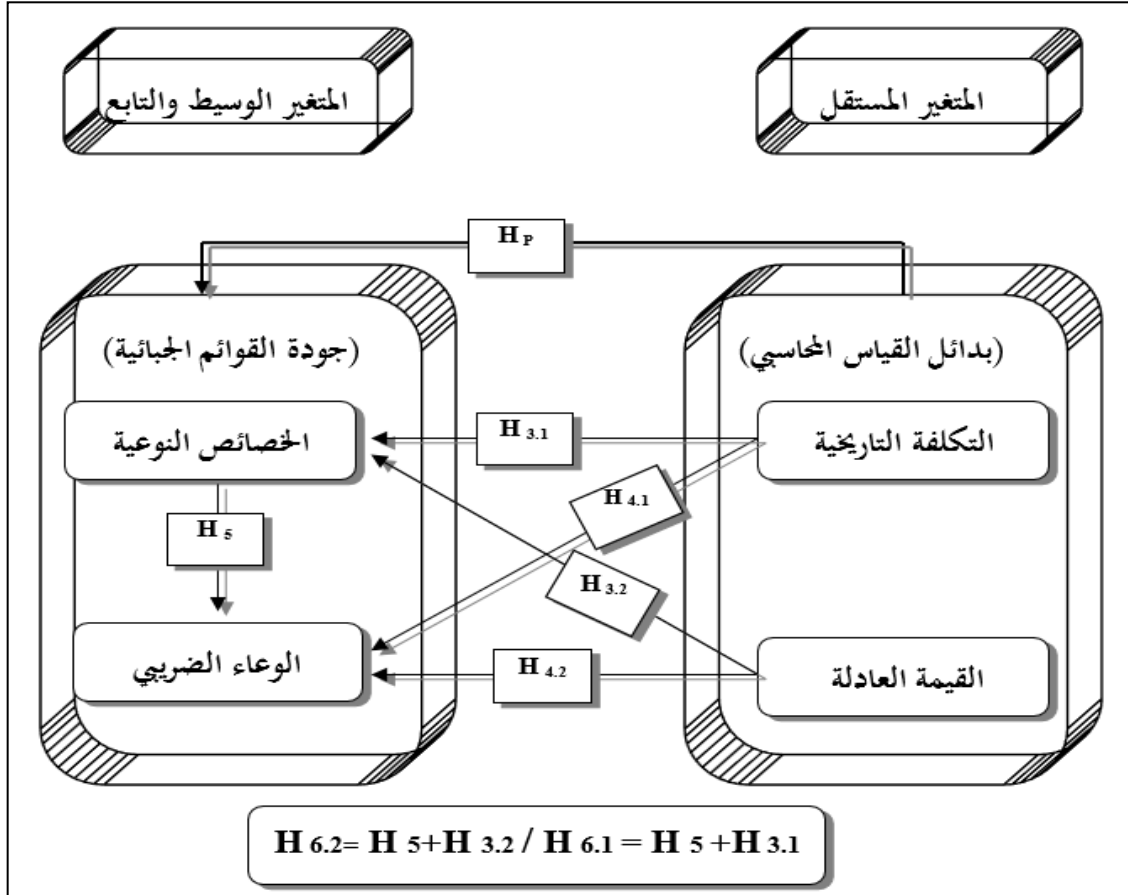 المتغير المستقل
المتغير الوسيط والتابع
H P
(بدائل القياس المحاسبي)
(جودة القوائم الجبائية)
التكلفة التاريخية
H 3.1
الخصائص النوعية
H 4.1
H 5
H 3.2
القيمة العادلة
H 4.2
الوعاء الضريبي
H 6.2= H 5+H 3.2 / H 6.1 = H 5 +H 3.1